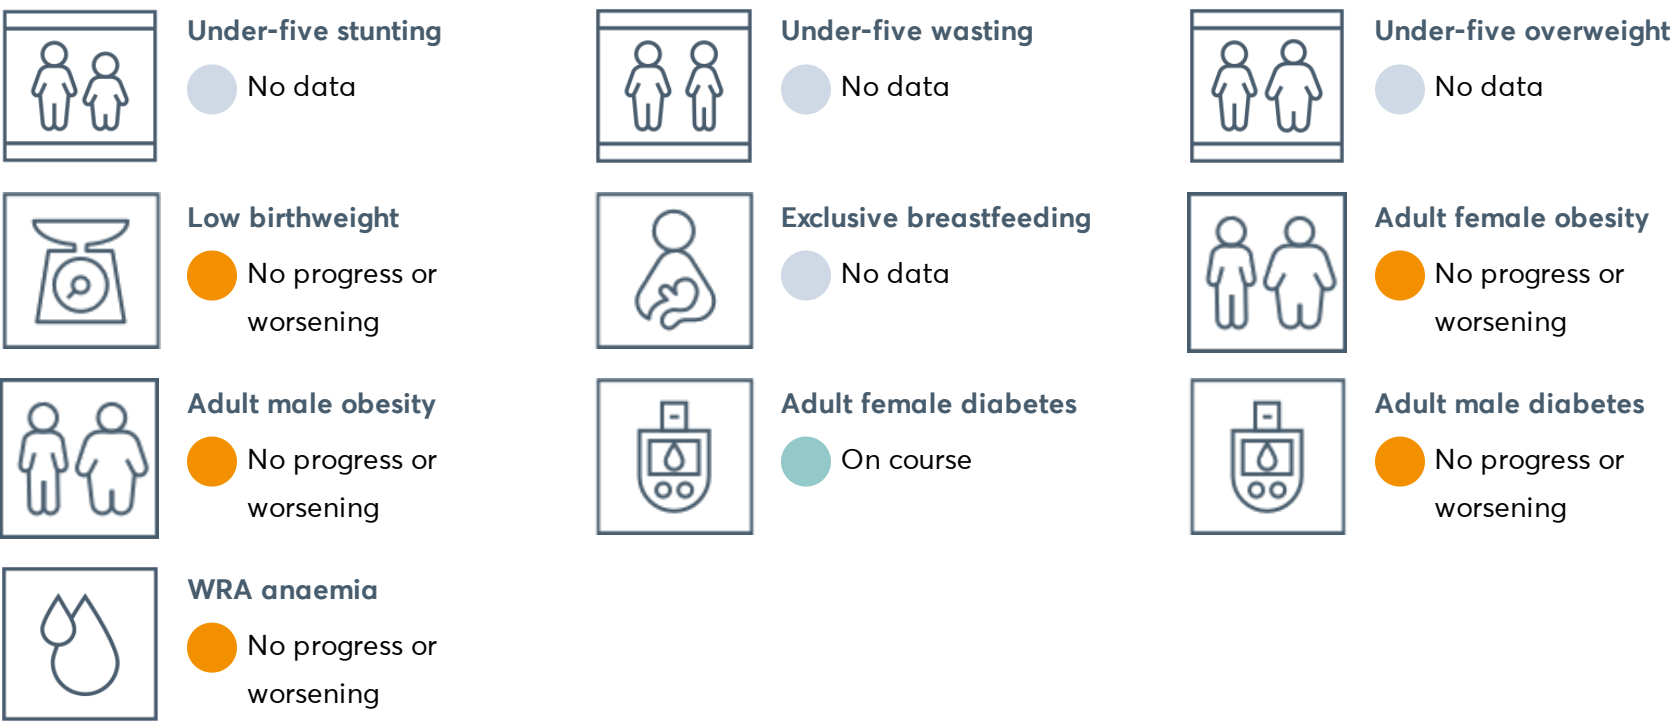 Under-five stunting
No data
Under-five wasting
No data
Under-five overweight
No data
Low birthweight
No progress or
worsening
Exclusive breastfeeding
No data
Adult female obesity
No progress or
worsening
Adult male obesity
No progress or
worsening
Adult female diabetes
On course
Adult male diabetes
No progress or
worsening
WRA anaemia
No progress or
worsening